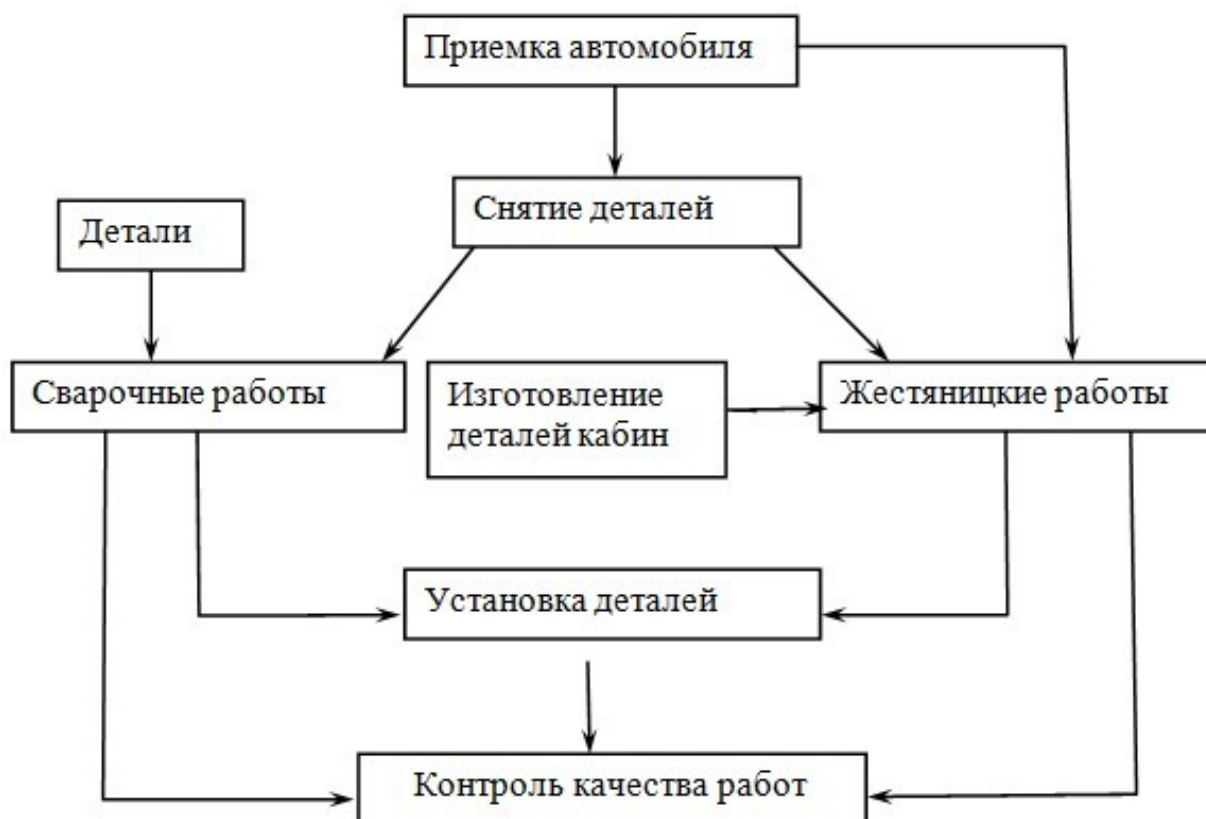 Приемка автомобиля
Снятие деталей
Детали
Сварочные работы
Изготовление
деталей кабин
Жестяницкие работы
Установка деталей
Контроль качества работ